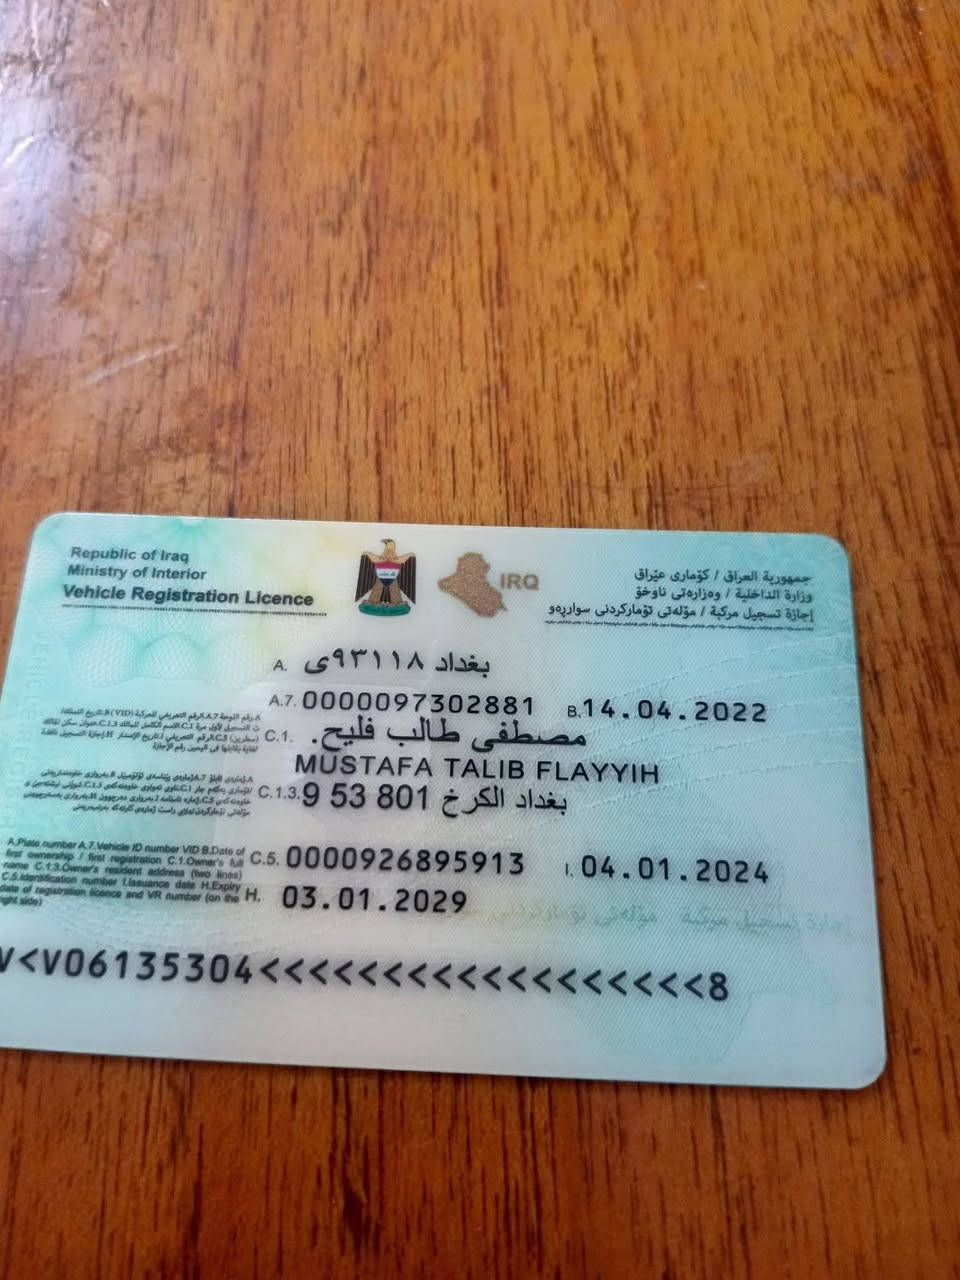 Republic of Iraq
Ministry of Interior
Vehicle Registration Licence
IRQ
جمهورية العراق / كۆماری عێراق
وزارة الداخلية / وەزارەتی ناوخۆ
إجازة تسجيل مركبة / مۆڵەتی تۆمارکردنی سوارڕەو
A. بغداد ٩٣١١٨ی
A.7. 0000097302881 B. 14.04.2022
C.1. مصطفى طالب فليح.
MUSTAFA TALIB FLAYYIH
C.1.3. بغداد الكرخ 801 53 9
C.5. 0000926895913 I. 04.01.2024
H. 03.01.2029
A.Plate number A.7.Vehicle ID number VID B.Date of
first ownership / first registration C.1.Owner's full
name C.1.3.Owner's resident address (two lines)
C.5.Identification number I.Issuance date H.Expiry
date of registration licence and VR number (on the
right side)
V<V06135304<<<<<<<<<<<<<<<<<<8